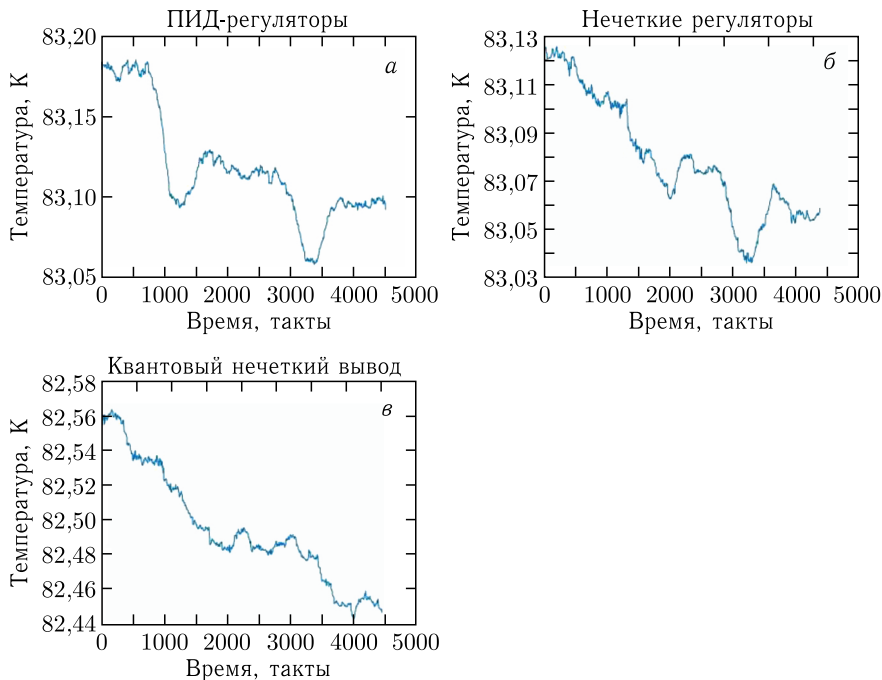 ПИД-регуляторы
а
Температура, К
83,20
83,15
83,10
83,05
0 1000 2000 3000 4000 5000
Время, такты
Нечеткие регуляторы
б
Температура, К
83,13
83,11
83,09
83,07
83,05
83,03
0 1000 2000 3000 4000 5000
Время, такты
Квантовый нечеткий вывод
в
Температура, К
82,58
82,56
82,54
82,52
82,50
82,48
82,46
82,44
0 1000 2000 3000 4000 5000
Время, такты